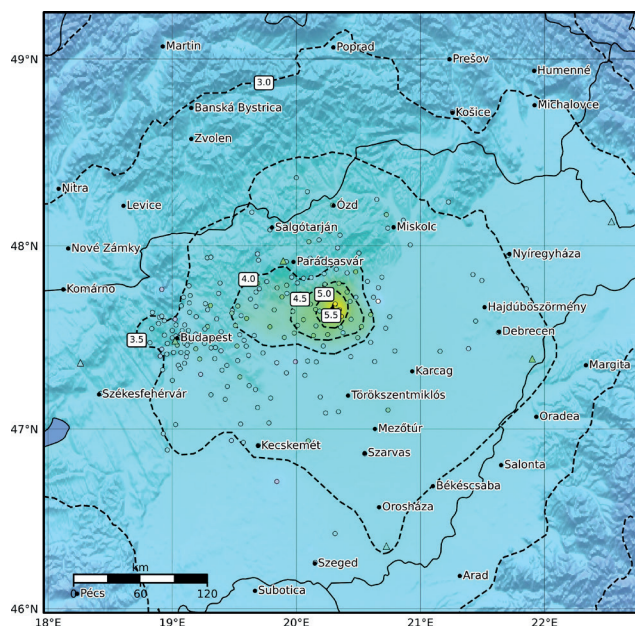 49°N
Martin
Poprad
Prešov
Humenné
3.0
Banská Bystrica
Michalovce
Košice
Zvolen
Nitra
Levice
Ózd
48°N
Salgótarján
Miskolc
Nové Zámky
Nyíregyháza
Parádsasvár
4.0
Komárno
4.5
5.0
5.5
Hajdúböszörmény
3.5
Budapest
Debrecen
Karcag
Margita
Székesfehérvár
Törökszentmiklós
Oradea
47°N
Mezőtúr
Kecskemét
Szarvas
Salonta
Békéscsaba
Orosháza
Szeged
km
Arad
0
60
120
Pécs
Subotica
46°N
18°E
19°E
20°E
21°E
22°E